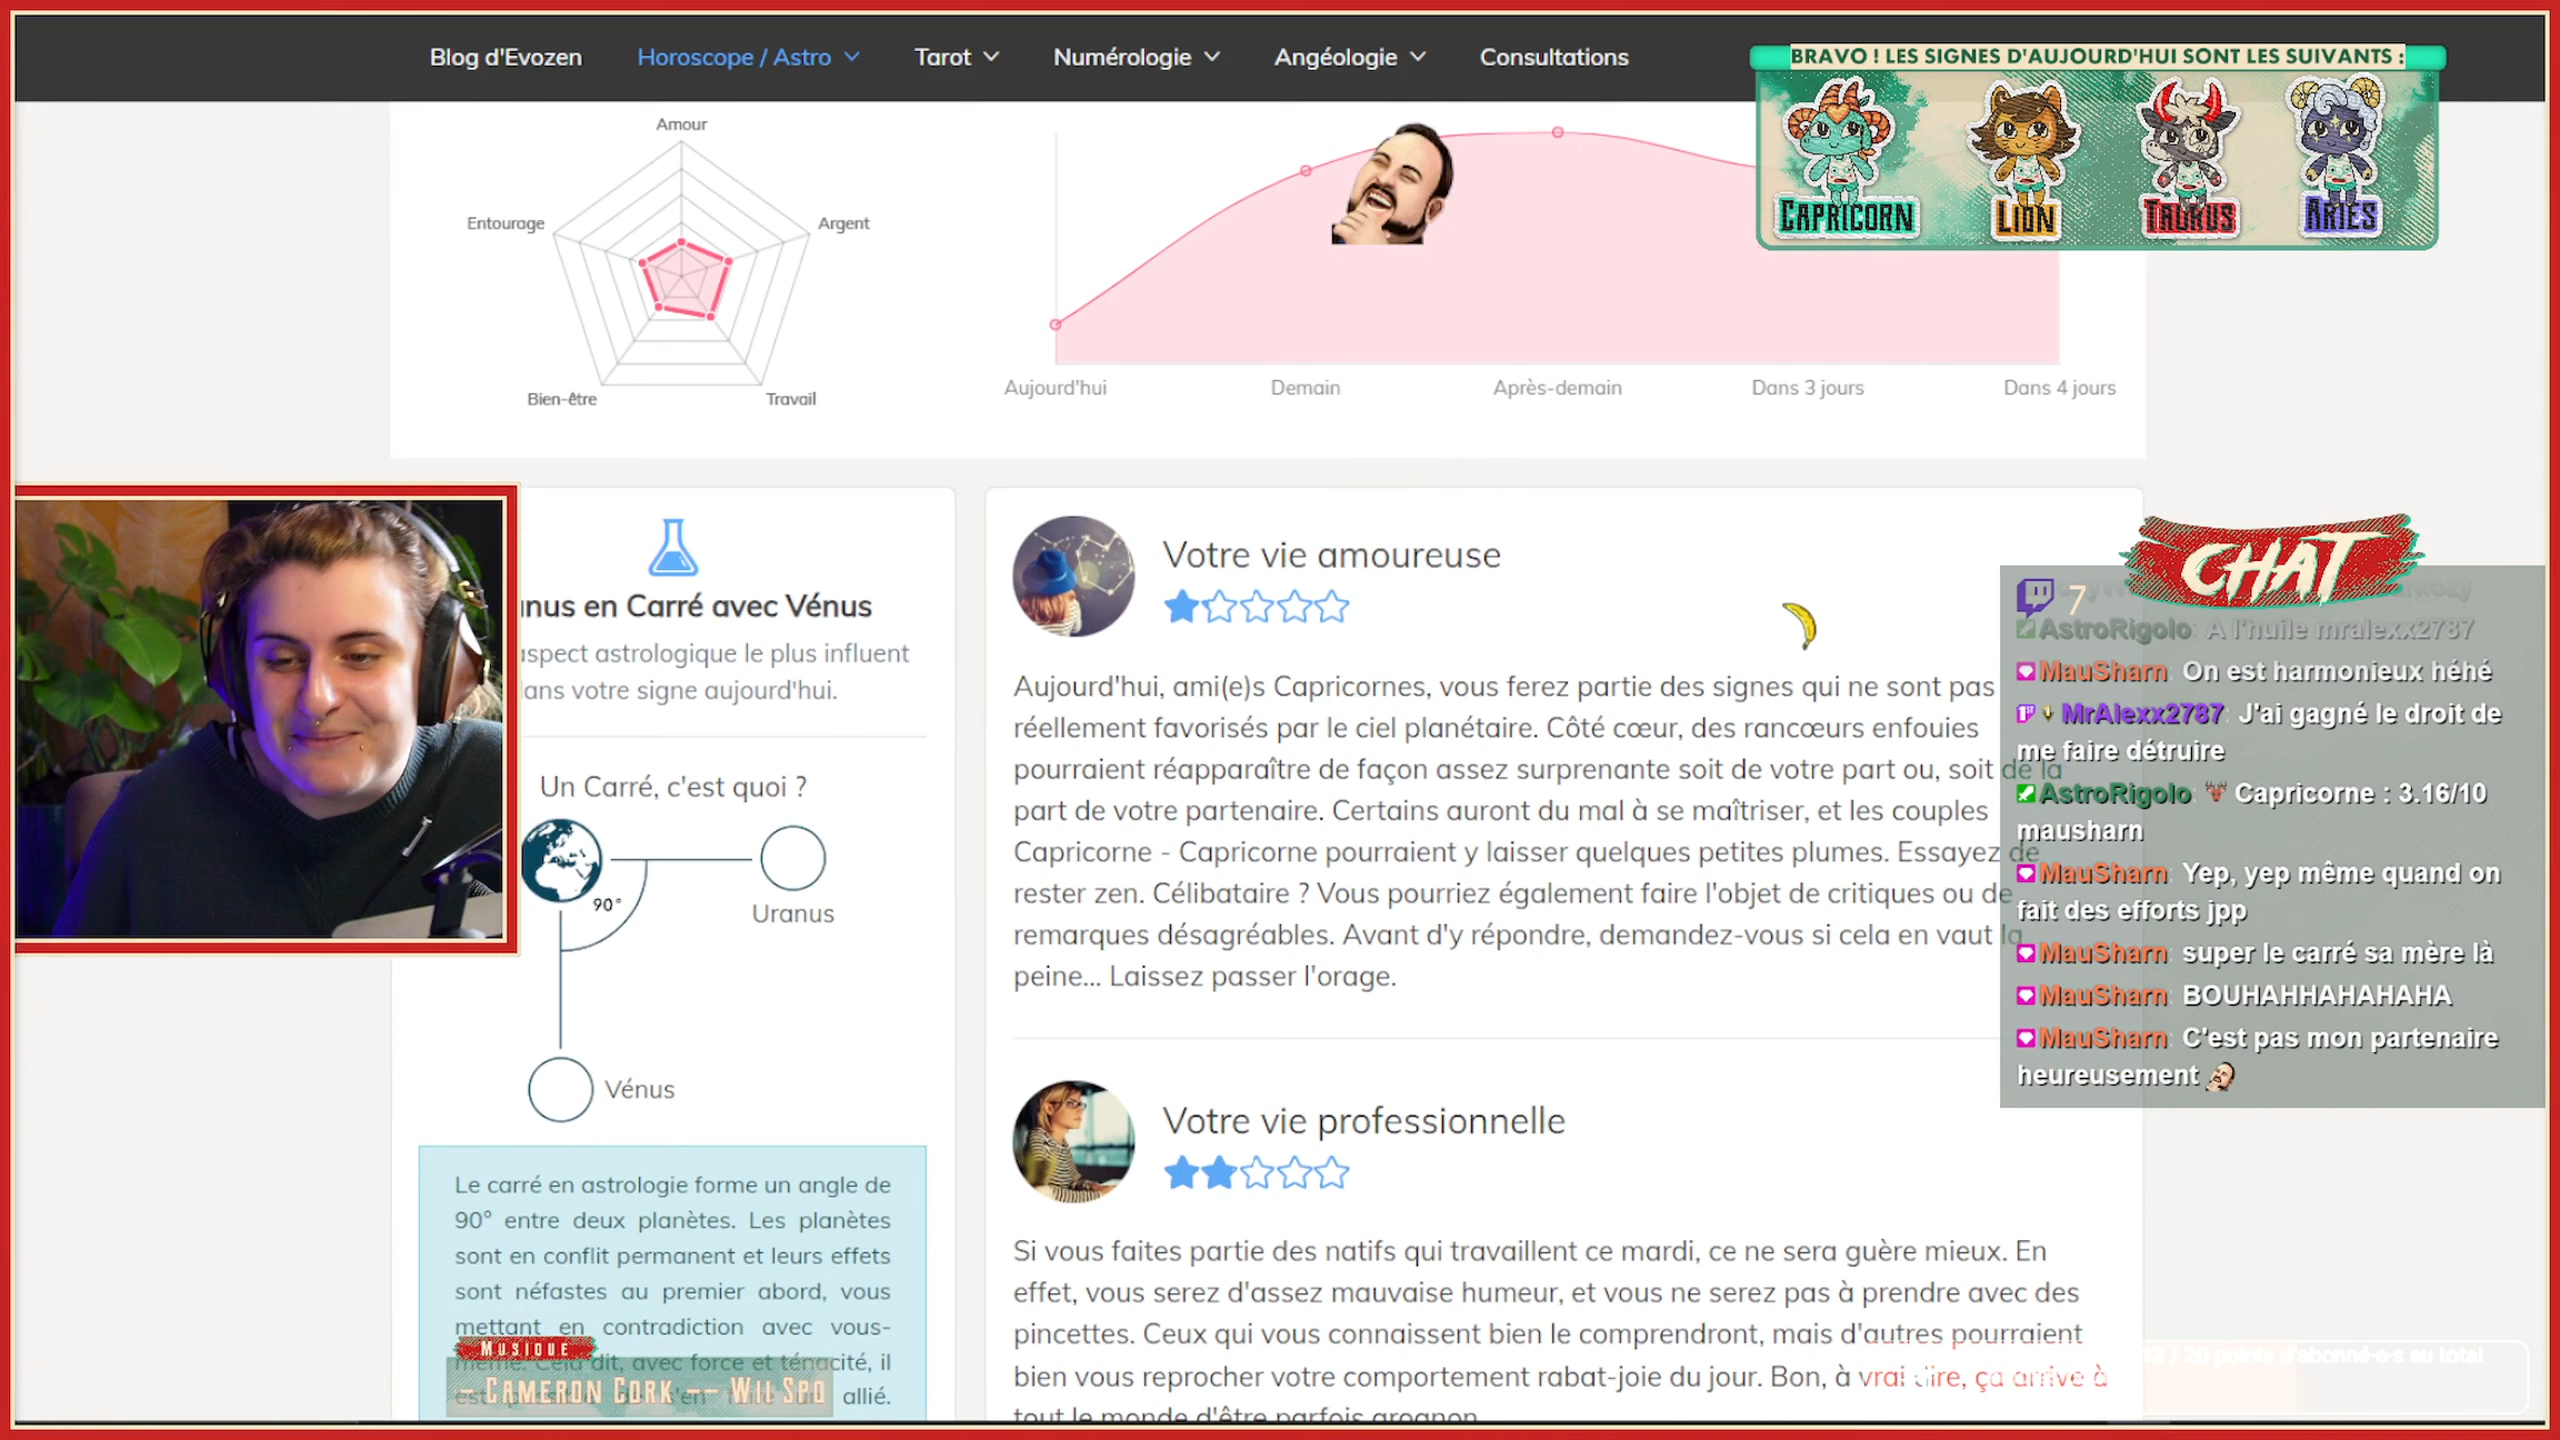 Blog d'Evozen
Horoscope / Astro
Tarot
Numérologie
Angéologie
Consultations
BRAVO ! LES SIGNES D'AUJOURD'HUI SONT LES SUIVANTS :
CAPRICORN
LION
TAURUS
ARIES
Amour
Entourage
Argent
Bien-être
Travail
Aujourd'hui
Demain
Après-demain
Dans 3 jours
Dans 4 jours
nus en Carré avec Vénus
aspect astrologique le plus influent
ans votre signe aujourd'hui.
Un Carré, c'est quoi ?
90°
Uranus
Vénus
Le carré en astrologie forme un angle de
90° entre deux planètes. Les planètes
sont en conflit permanent et leurs effets
sont néfastes au premier abord, vous
mettant en contradiction avec vous-
même. Cela dit, avec force et ténacité, il
est s'en allié.
MUSIQUE
– CAMERON CORK –– WII SPO
Votre vie amoureuse
Aujourd'hui, ami(e)s Capricornes, vous ferez partie des signes qui ne sont pas
réellement favorisés par le ciel planétaire. Côté cœur, des rancœurs enfouies
pourraient réapparaître de façon assez surprenante soit de votre part ou, soit de la
part de votre partenaire. Certains auront du mal à se maîtriser, et les couples
Capricorne - Capricorne pourraient y laisser quelques petites plumes. Essayez de
rester zen. Célibataire ? Vous pourriez également faire l'objet de critiques ou de
remarques désagréables. Avant d'y répondre, demandez-vous si cela en vaut la
peine... Laissez passer l'orage.
Votre vie professionnelle
Si vous faites partie des natifs qui travaillent ce mardi, ce ne sera guère mieux. En
effet, vous serez d'assez mauvaise humeur, et vous ne serez pas à prendre avec des
pincettes. Ceux qui vous connaissent bien le comprendront, mais d'autres pourraient
bien vous reprocher votre comportement rabat-joie du jour. Bon, à vrai dire, ça arrive à
tout le monde d'être parfois grognon.
CHAT
7
AstroRigolo: A l'huile mralexx2787
MauSharn: On est harmonieux héhé
MrAlexx2787: J'ai gagné le droit de
me faire détruire
AstroRigolo: Capricorne : 3.16/10
mausharn
MauSharn: Yep, yep même quand on
fait des efforts jpp
MauSharn: super le carré sa mère là
MauSharn: BOUHAHHAHAHAHA
MauSharn: C'est pas mon partenaire
heureusement
13 / 20 points d'abonné·e·s au total